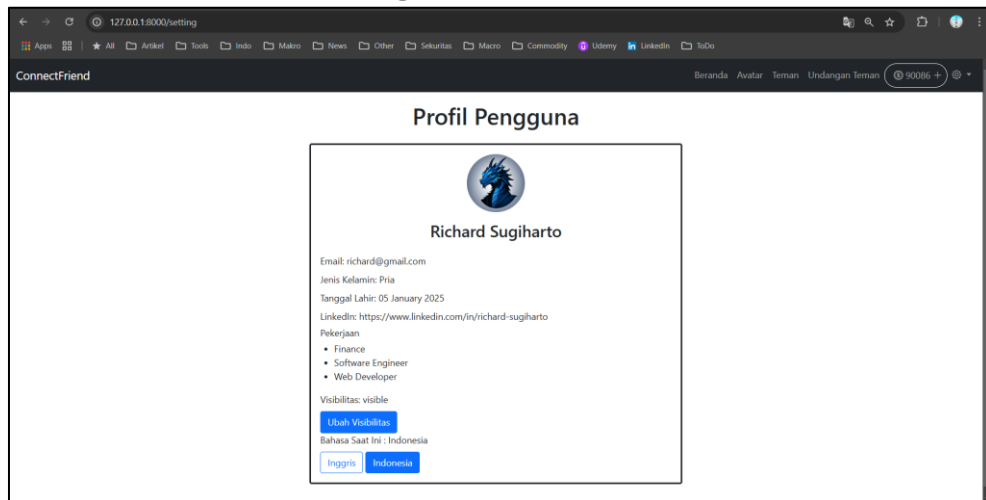 127.0.0.1:8000/setting
Apps All Artikel Tools Indo Makro News Other Sekuritas Macro Commodity Udemy LinkedIn ToDo
ConnectFriend Beranda Avatar Teman Undangan Teman 90086 +
Profil Pengguna
Richard Sugiharto
Email: richard@gmail.com
Jenis Kelamin: Pria
Tanggal Lahir: 05 January 2025
LinkedIn: https://www.linkedin.com/in/richard-sugiharto
Pekerjaan
• Finance
• Software Engineer
• Web Developer
Visibilitas: visible
Ubah Visibilitas
Bahasa Saat Ini : Indonesia
Inggris Indonesia